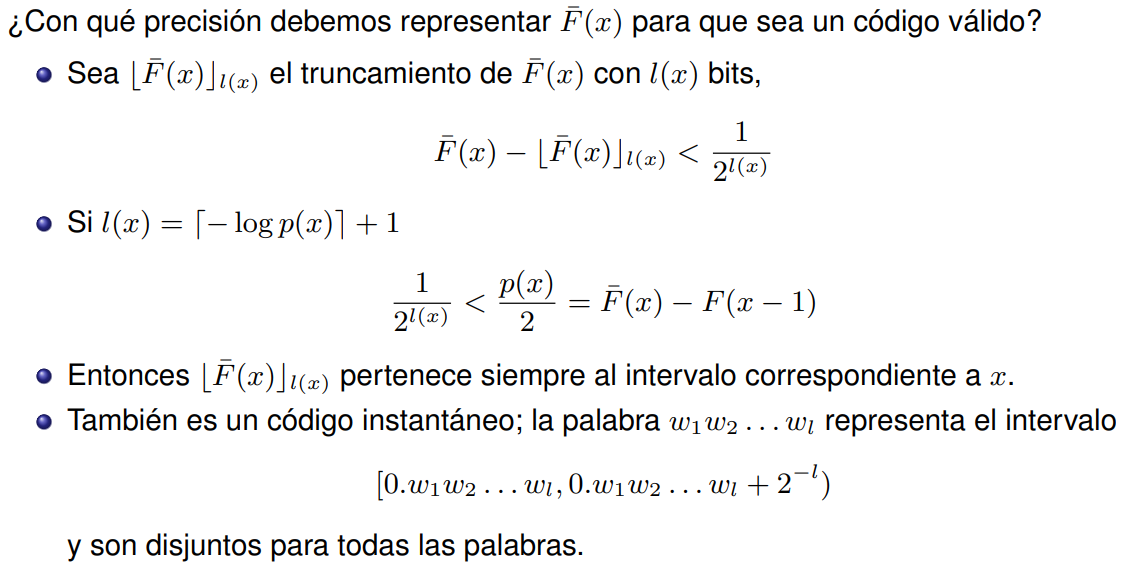 ¿Con qué precisión debemos representar F̄(x) para que sea un código válido?
Sea ⌊F̄(x)⌋_{l(x)} el truncamiento de F̄(x) con l(x) bits,
F̄(x) − ⌊F̄(x)⌋_{l(x)} < 1/2^{l(x)}
Si l(x) = ⌈− log p(x)⌉ + 1
1/2^{l(x)} < p(x)/2 = F̄(x) − F(x − 1)
Entonces ⌊F̄(x)⌋_{l(x)} pertenece siempre al intervalo correspondiente a x.
También es un código instantáneo; la palabra w₁w₂ … w_l representa el intervalo
[0.w₁w₂ … w_l, 0.w₁w₂ … w_l + 2^{−l})
y son disjuntos para todas las palabras.